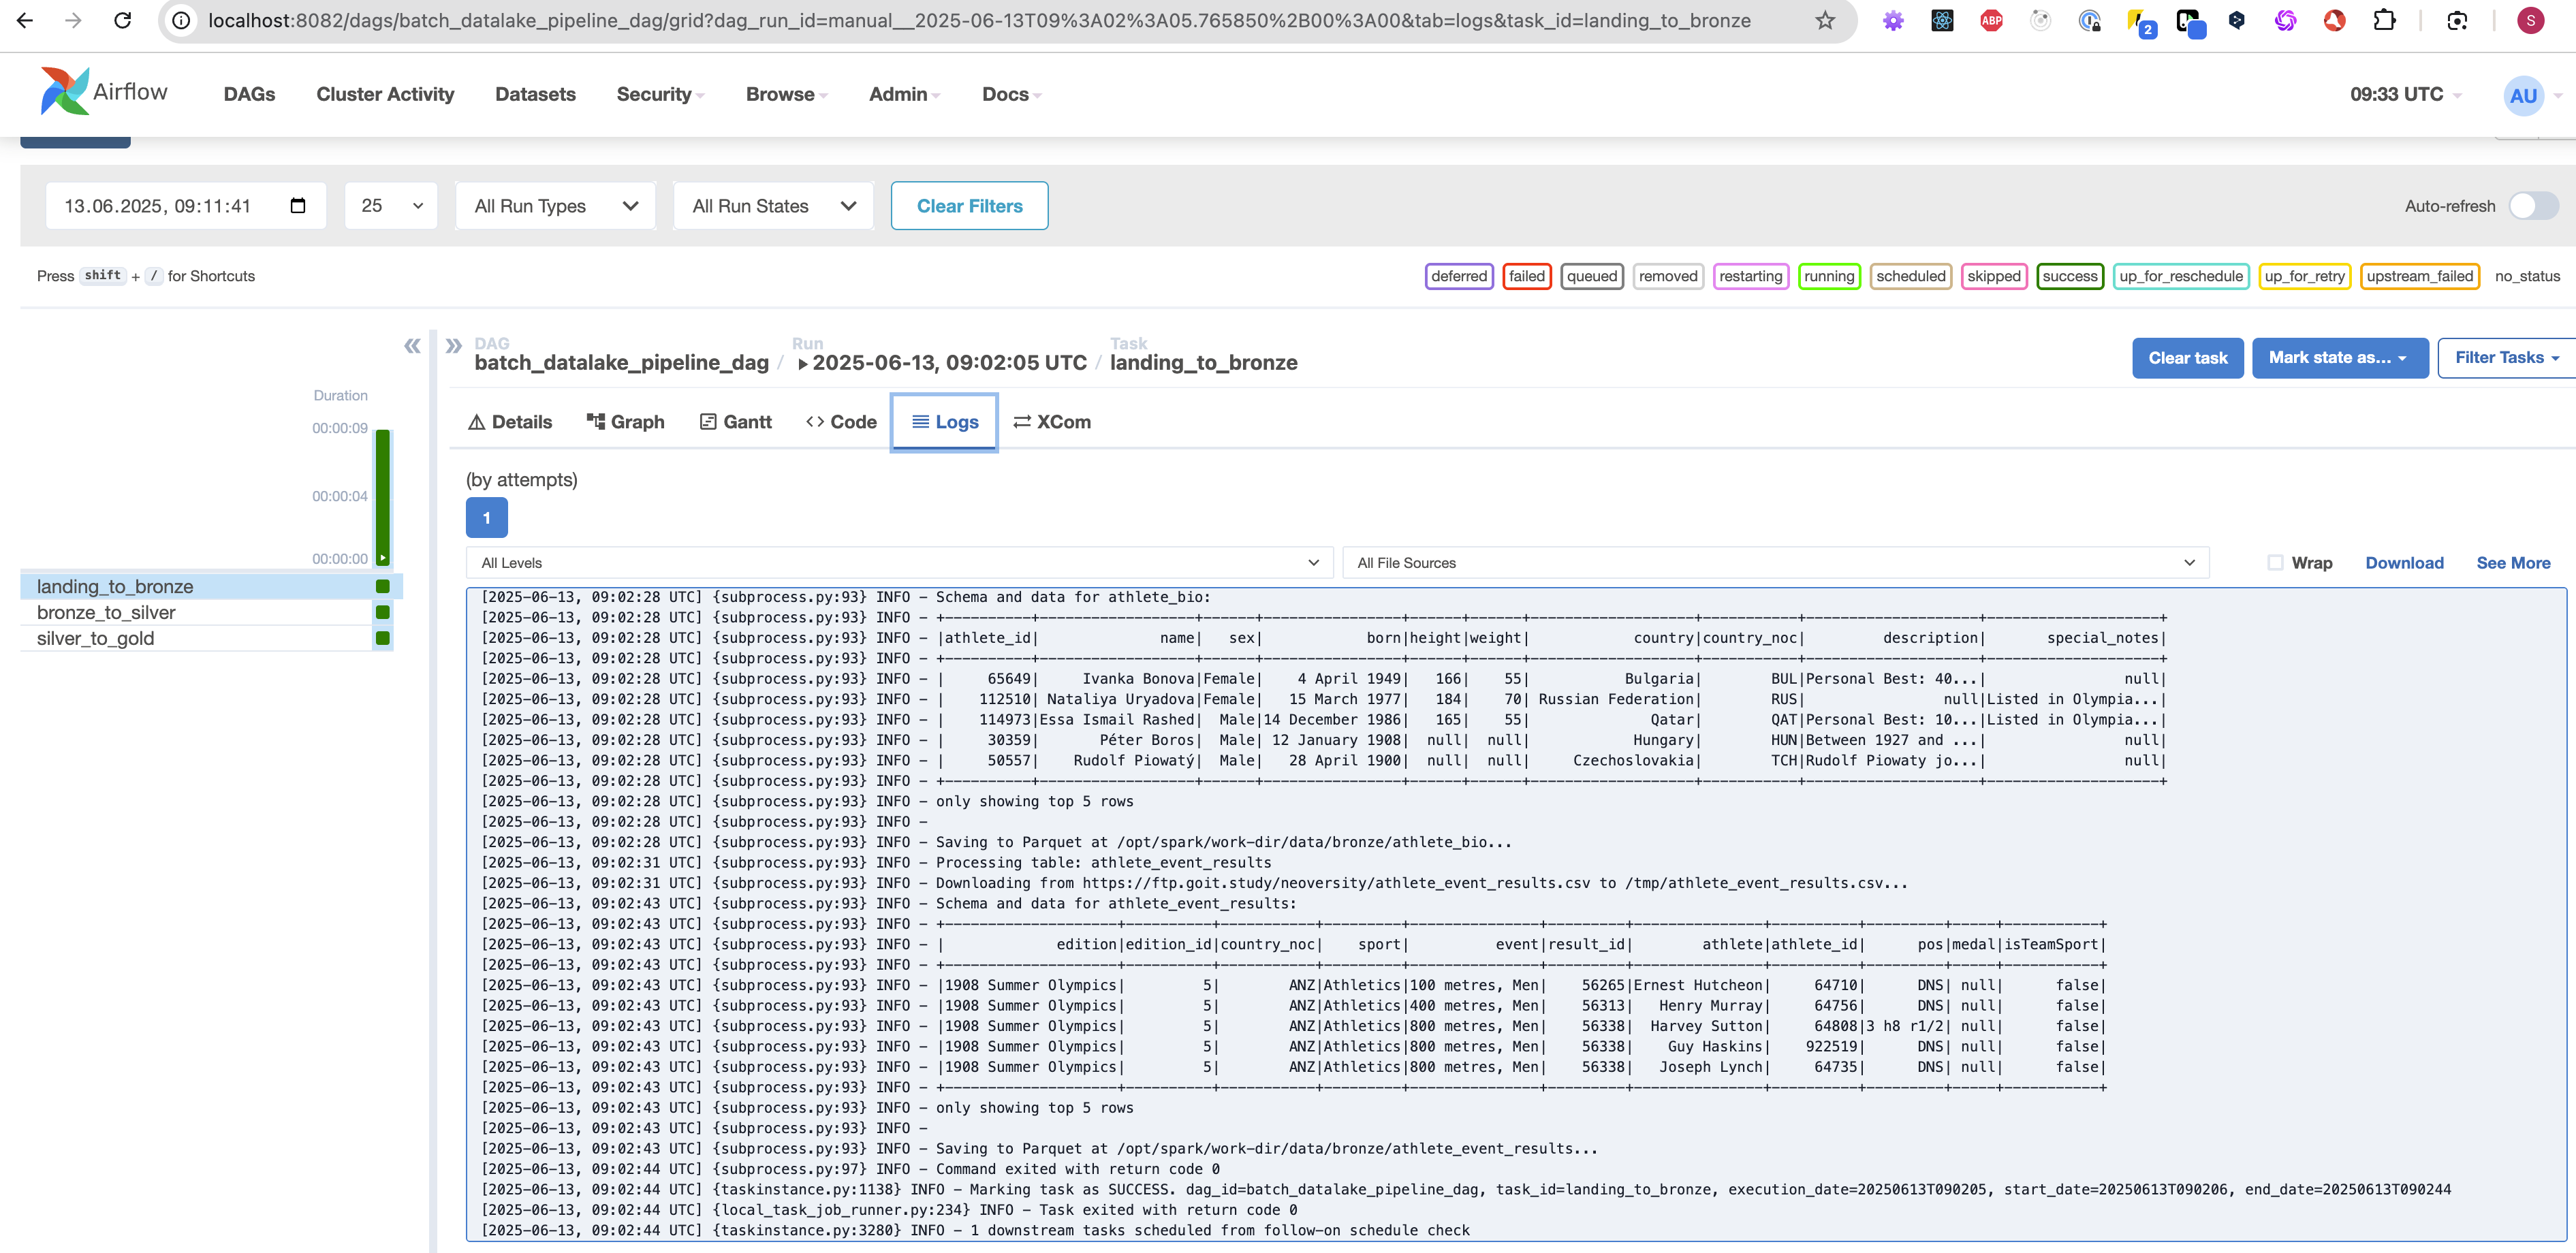 localhost:8082/dags/batch_datalake_pipeline_dag/grid?dag_run_id=manual__2025-06-13T09%3A02%3A05.765850%2B00%3A00&tab=logs&task_id=landing_to_bronze
ABP
2
S
Airflow
DAGs
Cluster Activity
Datasets
Security
Browse
Admin
Docs
09:33 UTC
AU
13.06.2025, 09:11:41
25
All Run Types
All Run States
Clear Filters
Auto-refresh
Press shift + / for Shortcuts
deferred failed queued removed restarting running scheduled skipped success up_for_reschedule up_for_retry upstream_failed no_status
DAG
batch_datalake_pipeline_dag /
Run
2025-06-13, 09:02:05 UTC /
Task
landing_to_bronze
Clear task
Mark state as...
Filter Tasks
Duration
00:00:09
00:00:04
00:00:00
landing_to_bronze
bronze_to_silver
silver_to_gold
Details
Graph
Gantt
Code
Logs
XCom
(by attempts)
1
All Levels
All File Sources
Wrap
Download
See More
[2025-06-13, 09:02:28 UTC] {subprocess.py:93} INFO - Schema and data for athlete_bio:
[2025-06-13, 09:02:28 UTC] {subprocess.py:93} INFO - +----------+--------------------+------+----------------+------+------+-------------------+-----------+--------------------+--------------------+
[2025-06-13, 09:02:28 UTC] {subprocess.py:93} INFO - |athlete_id|              name|   sex|            born|height|weight|            country|country_noc|         description|       special_notes|
[2025-06-13, 09:02:28 UTC] {subprocess.py:93} INFO - +----------+------------------+------+----------------+------+------+-------------------+-----------+--------------------+--------------------+
[2025-06-13, 09:02:28 UTC] {subprocess.py:93} INFO - |     65649|     Ivanka Bonova|Female|    4 April 1949|   166|    55|           Bulgaria|        BUL|Personal Best: 40...|                null|
[2025-06-13, 09:02:28 UTC] {subprocess.py:93} INFO - |    112510| Nataliya Uryadova|Female|   15 March 1977|   184|    70| Russian Federation|        RUS|                null|Listed in Olympia...|
[2025-06-13, 09:02:28 UTC] {subprocess.py:93} INFO - |    114973|Essa Ismail Rashed|  Male|14 December 1986|   165|    55|              Qatar|        QAT|Personal Best: 10...|Listed in Olympia...|
[2025-06-13, 09:02:28 UTC] {subprocess.py:93} INFO - |     30359|       Péter Boros|  Male| 12 January 1908|  null|  null|            Hungary|        HUN|Between 1927 and ...|                null|
[2025-06-13, 09:02:28 UTC] {subprocess.py:93} INFO - |     50557|    Rudolf Piowatý|  Male|   28 April 1900|  null|  null|     Czechoslovakia|        TCH|Rudolf Piowaty jo...|                null|
[2025-06-13, 09:02:28 UTC] {subprocess.py:93} INFO - +----------+------------------+------+----------------+------+------+-------------------+-----------+--------------------+--------------------+
[2025-06-13, 09:02:28 UTC] {subprocess.py:93} INFO - only showing top 5 rows
[2025-06-13, 09:02:28 UTC] {subprocess.py:93} INFO -
[2025-06-13, 09:02:28 UTC] {subprocess.py:93} INFO - Saving to Parquet at /opt/spark/work-dir/data/bronze/athlete_bio...
[2025-06-13, 09:02:31 UTC] {subprocess.py:93} INFO - Processing table: athlete_event_results
[2025-06-13, 09:02:31 UTC] {subprocess.py:93} INFO - Downloading from https://ftp.goit.study/neoversity/athlete_event_results.csv to /tmp/athlete_event_results.csv...
[2025-06-13, 09:02:43 UTC] {subprocess.py:93} INFO - Schema and data for athlete_event_results:
[2025-06-13, 09:02:43 UTC] {subprocess.py:93} INFO - +--------------------+----------+-----------+---------+---------------+---------+---------------+----------+---------+-----+-----------+
[2025-06-13, 09:02:43 UTC] {subprocess.py:93} INFO - |             edition|edition_id|country_noc|    sport|          event|result_id|        athlete|athlete_id|      pos|medal|isTeamSport|
[2025-06-13, 09:02:43 UTC] {subprocess.py:93} INFO - +--------------------+----------+-----------+---------+---------------+---------+---------------+----------+---------+-----+-----------+
[2025-06-13, 09:02:43 UTC] {subprocess.py:93} INFO - |1908 Summer Olympics|         5|        ANZ|Athletics|100 metres, Men|    56265|Ernest Hutcheon|     64710|      DNS| null|      false|
[2025-06-13, 09:02:43 UTC] {subprocess.py:93} INFO - |1908 Summer Olympics|         5|        ANZ|Athletics|400 metres, Men|    56313|   Henry Murray|     64756|      DNS| null|      false|
[2025-06-13, 09:02:43 UTC] {subprocess.py:93} INFO - |1908 Summer Olympics|         5|        ANZ|Athletics|800 metres, Men|    56338|  Harvey Sutton|     64808|3 h8 r1/2| null|      false|
[2025-06-13, 09:02:43 UTC] {subprocess.py:93} INFO - |1908 Summer Olympics|         5|        ANZ|Athletics|800 metres, Men|    56338|    Guy Haskins|    922519|      DNS| null|      false|
[2025-06-13, 09:02:43 UTC] {subprocess.py:93} INFO - |1908 Summer Olympics|         5|        ANZ|Athletics|800 metres, Men|    56338|   Joseph Lynch|     64735|      DNS| null|      false|
[2025-06-13, 09:02:43 UTC] {subprocess.py:93} INFO - +--------------------+----------+-----------+---------+---------------+---------+---------------+----------+---------+-----+-----------+
[2025-06-13, 09:02:43 UTC] {subprocess.py:93} INFO - only showing top 5 rows
[2025-06-13, 09:02:43 UTC] {subprocess.py:93} INFO -
[2025-06-13, 09:02:43 UTC] {subprocess.py:93} INFO - Saving to Parquet at /opt/spark/work-dir/data/bronze/athlete_event_results...
[2025-06-13, 09:02:44 UTC] {subprocess.py:97} INFO - Command exited with return code 0
[2025-06-13, 09:02:44 UTC] {taskinstance.py:1138} INFO - Marking task as SUCCESS. dag_id=batch_datalake_pipeline_dag, task_id=landing_to_bronze, execution_date=20250613T090205, start_date=20250613T090206, end_date=20250613T090244
[2025-06-13, 09:02:44 UTC] {local_task_job_runner.py:234} INFO - Task exited with return code 0
[2025-06-13, 09:02:44 UTC] {taskinstance.py:3280} INFO - 1 downstream tasks scheduled from follow-on schedule check